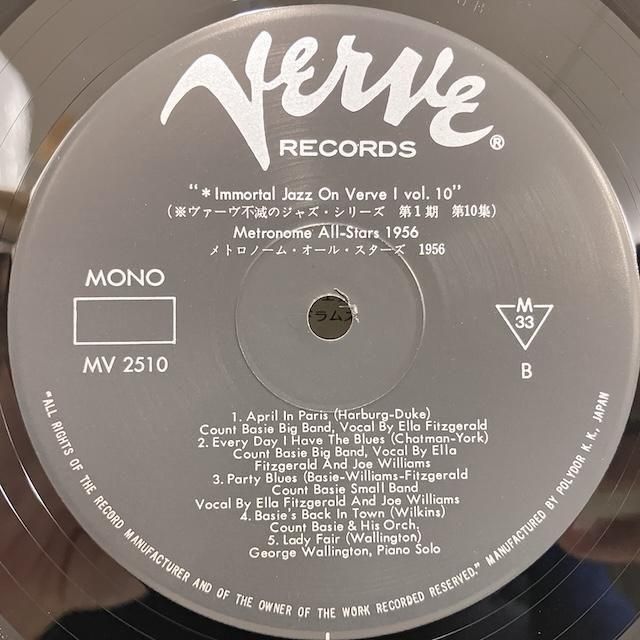 Verve
RECORDS
®
"*Immortal Jazz On Verve I vol. 10"
(※ヴァーヴ不滅のジャズ・シリーズ 第1期 第10集)
Metronome All-Stars 1956
メトロノーム・オール・スターズ 1956
MONO
MV 2510
M
33
B
ラムス
1. April In Paris (Harburg-Duke)
Count Basie Big Band, Vocal By Ella Fitzgerald
2. Every Day I Have The Blues (Chatman-York)
Count Basie Big Band, Vocal By Ella
Fitzgerald And Joe Williams
3. Party Blues (Basie-Williams-Fitzgerald
Count Basie Small Band
Vocal By Ella Fitzgerald And Joe Williams
4. Basie's Back In Town (Wilkins)
Count Basie & His Orch.
5. Lady Fair (Wallington)
George Wallington, Piano Solo
"ALL RIGHTS OF THE RECORD MANUFACTURER AND OF THE OWNER OF THE WORK RECORDED RESERVED." MANUFACTURED BY POLYDOR K. K., JAPAN